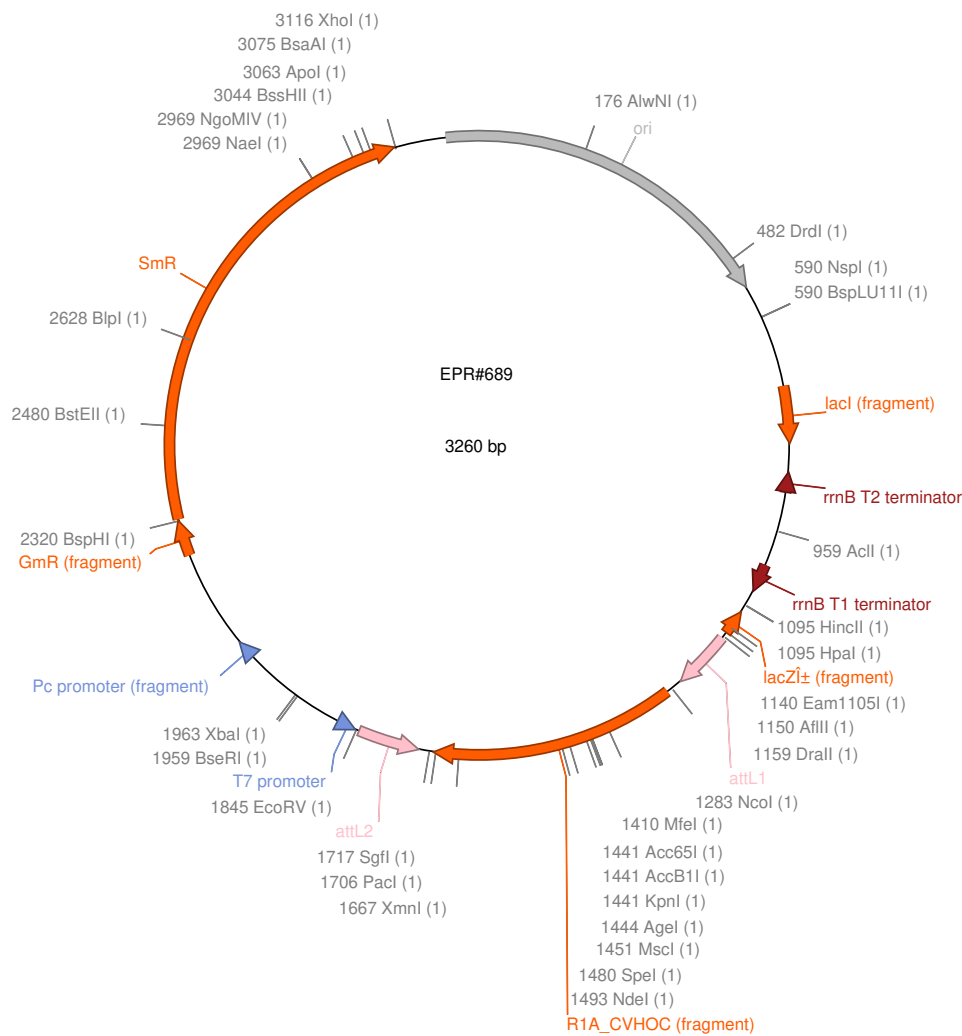 3116 XhoI (1)
3075 BsaAI (1)
3063 ApoI (1)
3044 BssHII (1)
2969 NgoMIV (1)
2969 NaeI (1)
176 AlwNI (1)
ori
482 DrdI (1)
590 NspI (1)
590 BspLU11I (1)
SmR
2628 BlpI (1)
EPR#689
lacI (fragment)
2480 BstEII (1)
3260 bp
rrnB T2 terminator
2320 BspHI (1)
959 AclI (1)
GmR (fragment)
rrnB T1 terminator
1095 HincII (1)
1095 HpaI (1)
lacZÎ± (fragment)
Pc promoter (fragment)
1140 Eam1105I (1)
1150 AflII (1)
1963 XbaI (1)
1159 DraII (1)
1959 BseRI (1)
attL1
T7 promoter
1283 NcoI (1)
1845 EcoRV (1)
attL2
1410 MfeI (1)
1717 SgfI (1)
1441 Acc65I (1)
1706 PacI (1)
1441 AccB1I (1)
1667 XmnI (1)
1441 KpnI (1)
1444 AgeI (1)
1451 MscI (1)
1480 SpeI (1)
1493 NdeI (1)
R1A_CVHOC (fragment)